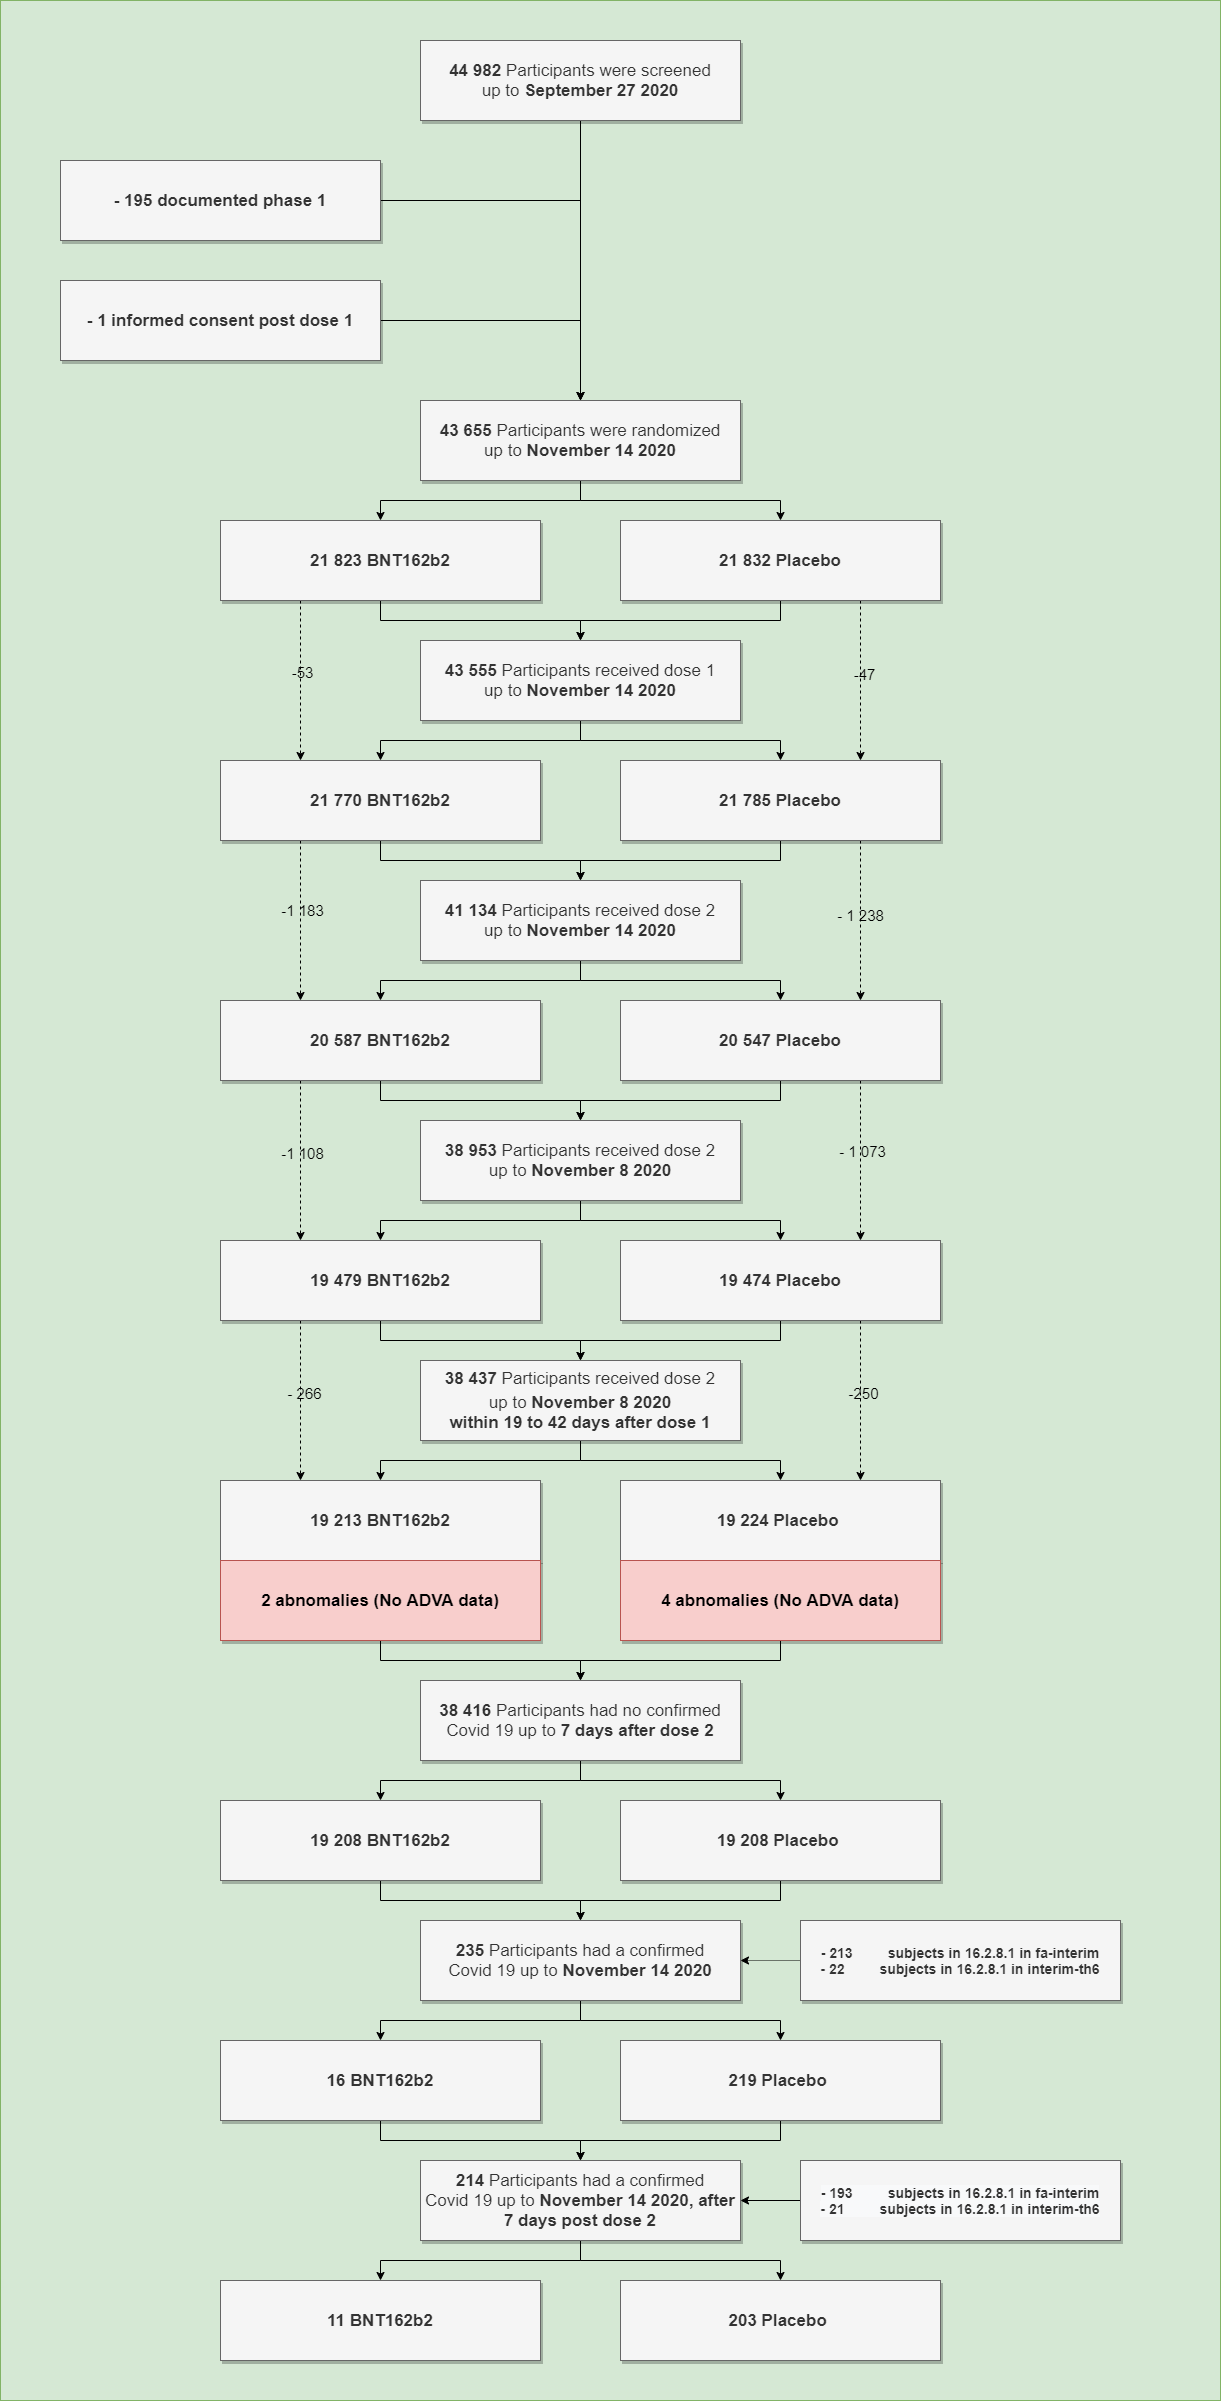 44 982 Participants were screened
up to September 27 2020
- 195 documented phase 1
- 1 informed consent post dose 1
43 655 Participants were randomized
up to November 14 2020
21 823 BNT162b2
21 832 Placebo
43 555 Participants received dose 1
up to November 14 2020
-53
-47
21 770 BNT162b2
21 785 Placebo
41 134 Participants received dose 2
up to November 14 2020
-1 183
- 1 238
20 587 BNT162b2
20 547 Placebo
38 953 Participants received dose 2
up to November 8 2020
-1 108
- 1 073
19 479 BNT162b2
19 474 Placebo
38 437 Participants received dose 2
up to November 8 2020
within 19 to 42 days after dose 1
- 266
-250
19 213 BNT162b2
19 224 Placebo
2 abnomalies (No ADVA data)
4 abnomalies (No ADVA data)
38 416 Participants had no confirmed
Covid 19 up to 7 days after dose 2
19 208 BNT162b2
19 208 Placebo
235 Participants had a confirmed
Covid 19 up to November 14 2020
- 213 subjects in 16.2.8.1 in fa-interim
- 22 subjects in 16.2.8.1 in interim-th6
16 BNT162b2
219 Placebo
214 Participants had a confirmed
Covid 19 up to November 14 2020, after
7 days post dose 2
- 193 subjects in 16.2.8.1 in fa-interim
- 21 subjects in 16.2.8.1 in interim-th6
11 BNT162b2
203 Placebo